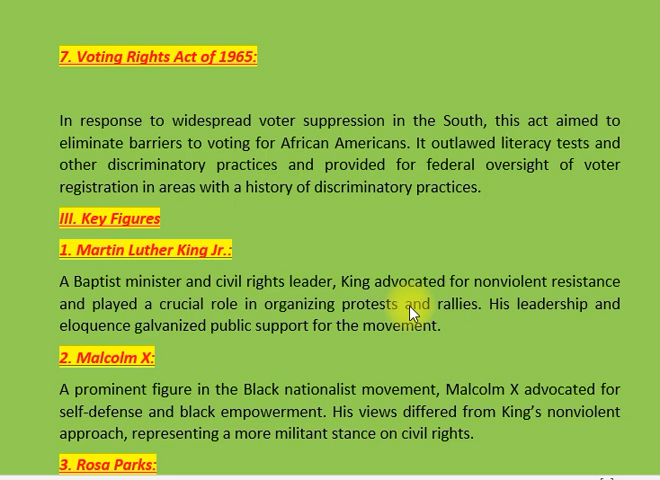 7. Voting Rights Act of 1965:
In response to widespread voter suppression in the South, this act aimed to
eliminate barriers to voting for African Americans. It outlawed literacy tests and
other discriminatory practices and provided for federal oversight of voter
registration in areas with a history of discriminatory practices.
III. Key Figures
1. Martin Luther King Jr.:
A Baptist minister and civil rights leader, King advocated for nonviolent resistance
and played a crucial role in organizing protests and rallies. His leadership and
eloquence galvanized public support for the movement.
2. Malcolm X:
A prominent figure in the Black nationalist movement, Malcolm X advocated for
self-defense and black empowerment. His views differed from King’s nonviolent
approach, representing a more militant stance on civil rights.
3. Rosa Parks: